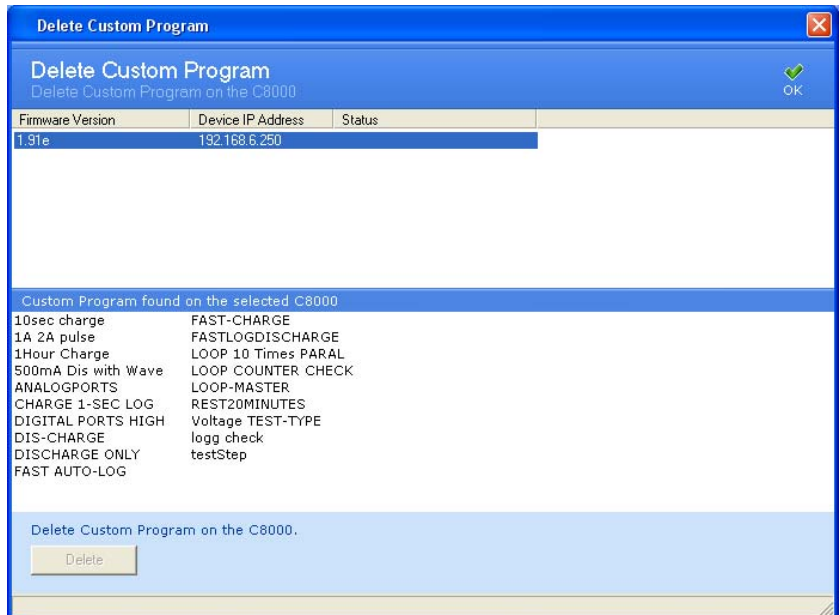 Delete Custom Program
Delete Custom Program
Delete Custom Program on the C8000
OK
Firmware Version Device IP Address Status
1.91e 192.168.6.250
Custom Program found on the selected C8000
10sec charge FAST-CHARGE
1A 2A pulse FASTLOGDISCHARGE
1Hour Charge LOOP 10 Times PARAL
500mA Dis with Wave LOOP COUNTER CHECK
ANALOGPORTS LOOP-MASTER
CHARGE 1-SEC LOG REST20MINUTES
DIGITAL PORTS HIGH Voltage TEST-TYPE
DIS-CHARGE logg check
DISCHARGE ONLY testStep
FAST AUTO-LOG
Delete Custom Program on the C8000.
Delete